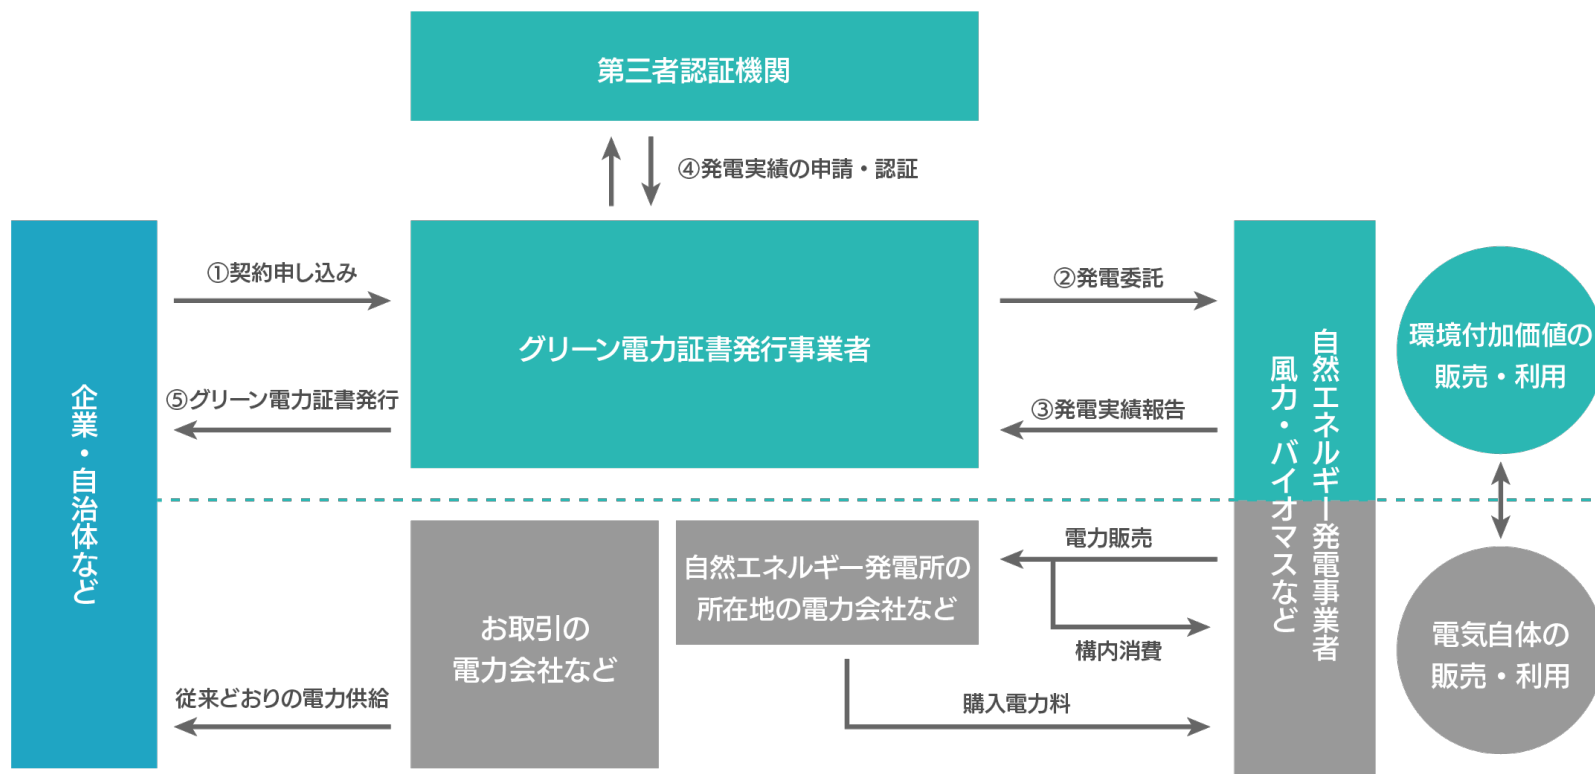 第三者認証機関
④発電実績の申請・認証
①契約申し込み
②発電委託
グリーン電力証書発行事業者
⑤グリーン電力証書発行
③発電実績報告
企業・自治体など
自然エネルギー発電事業者
風力・バイオマスなど
環境付加価値の
販売・利用
電力販売
自然エネルギー発電所の
所在地の電力会社など
構内消費
お取引の
電力会社など
従来どおりの電力供給
購入電力料
電気自体の
販売・利用